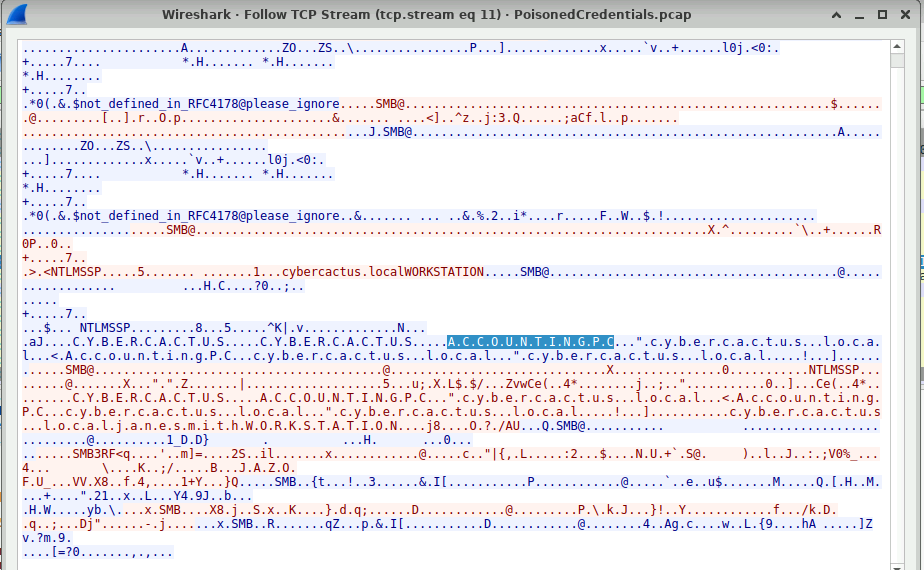 Wireshark · Follow TCP Stream (tcp.stream eq 11) · PoisonedCredentials.pcap
.....................A............ZO...ZS..\...............P...]............x.....`v..+......l0j.<0:.
+.....7.... *.H....... *.H.......
*.H........
+.....7..
.*0(.&.$not_defined_in_RFC4178@please_ignore.....SMB@........................................................$......
.@........[..].r..O.p....................&....... ....<]..^z..j:3.Q.....;aCf.l..p.......
...........................................J.SMB@........................................................A.....
........ZO...ZS..\...............
...]............x.....`v..+......l0j.<0:.
+.....7.... *.H....... *.H.......
*.H........
+.....7..
.*0(.&.$not_defined_in_RFC4178@please_ignore..&....... ... ..&.%.2..i*....r.....F..W..$.!....................
...................SMB@....................................................................X.^........`\..+......R
0P..0..
+.....7..
.>.<NTLMSSP.....5....... .......1...cybercactus.localWORKSTATION.....SMB@......................................@.....
............... ...H.C....?0..;..
.....
+.....7..
...$... NTLMSSP.........8...5.....^K|.v............N...
.aJ....C.Y.B.E.R.C.A.C.T.U.S.....C.Y.B.E.R.C.A.C.T.U.S.....A.C.C.O.U.N.T.I.N.G.P.C...".c.y.b.e.r.c.a.c.t.u.s...l.o.c.a.
l...<.A.c.c.o.u.n.t.i.n.g.P.C...c.y.b.e.r.c.a.c.t.u.s...l.o.c.a.l...".c.y.b.e.r.c.a.c.t.u.s...l.o.c.a.l.....!...].....
......SMB@......................................@.............................X...............0...........NTLMSSP...
......@.......X...".".Z.......|..................5...u;.X.L$.$/...ZvwCe(..4*........j..;.."...........0..]...Ce(..4*..
.......C.Y.B.E.R.C.A.C.T.U.S.....A.C.C.O.U.N.T.I.N.G.P.C...".c.y.b.e.r.c.a.c.t.u.s...l.o.c.a.l...<.A.c.c.o.u.n.t.i.n.g.
P.C...c.y.b.e.r.c.a.c.t.u.s...l.o.c.a.l...".c.y.b.e.r.c.a.c.t.u.s...l.o.c.a.l.....!...]...........c.y.b.e.r.c.a.c.t.u.s
...l.o.c.a.l.j.a.n.e.s.m.i.t.h.W.O.R.K.S.T.A.T.I.O.N....j8....O.?./AU...Q.SMB@.......... ..................
.........@.........1_D.D} . ...H. ...0...
.......SMB3RF<q....'..m]=....2S..il.......x...........@.....c.."|{,.L.....:2...$....N.U.+`.S@. )..l..J..:.;V0%_...
4... \....K..;/.....B...J.A.Z.O.
F.U_...VV.X8..f.4,....1+Y...}Q.....SMB..{t...!..3......&.I[..........P...........@.....`..e..u$......M.....Q.[.H..M.
...+....".21..x..L...Y4.9J..b...
.H.W.....yb.\....x.SMB....X8.j..S.x..K....}.d.q;......D...........@........P.\.k.J...}!..Y...........f.../k.D.
.q..;...Dj"......-.j.......x.SMB..R.......qZ...p.&.I[..........D...........@........4..Ag.c....w..L.{9....hA .....]Z
v.?m.9.
....[=?0.......,.,...